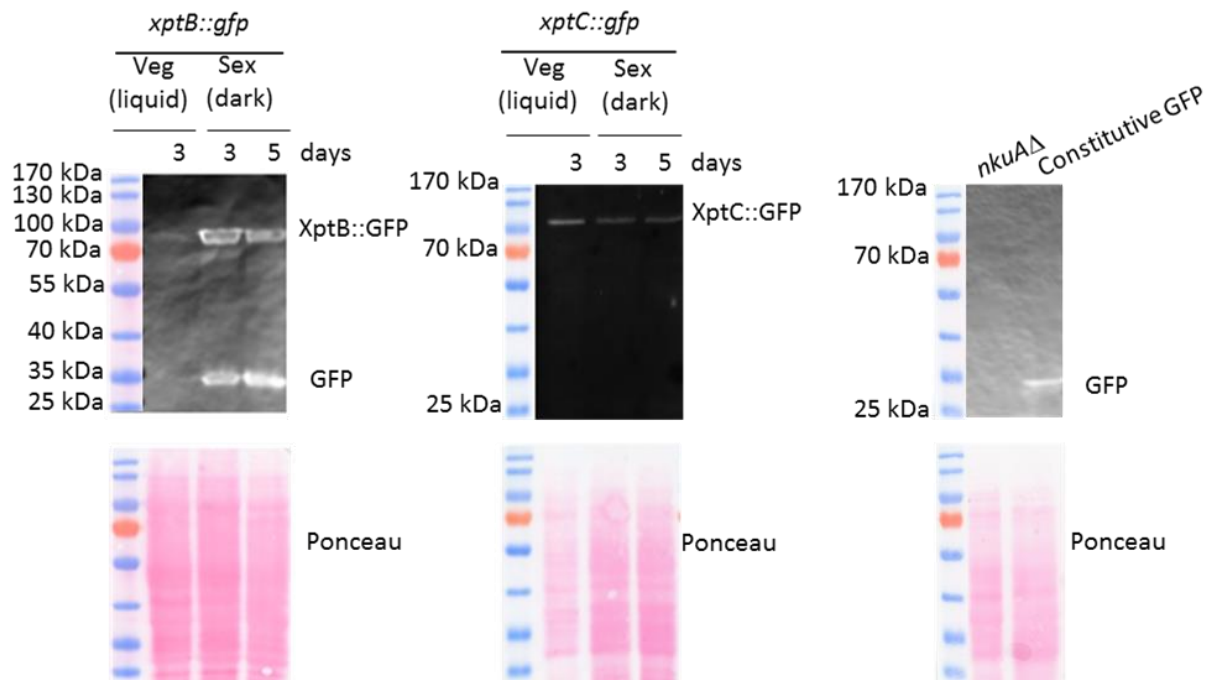 xptB::gfp
Veg
(liquid)
Sex
(dark)
3 3 5 days
170 kDa
130 kDa
100 kDa
70 kDa
55 kDa
40 kDa
35 kDa
25 kDa
XptB::GFP
GFP
Ponceau
xptC::gfp
Veg
(liquid)
Sex
(dark)
3 3 5 days
170 kDa
70 kDa
25 kDa
XptC::GFP
Ponceau
nkuAΔ
Constitutive GFP
170 kDa
70 kDa
25 kDa
GFP
Ponceau